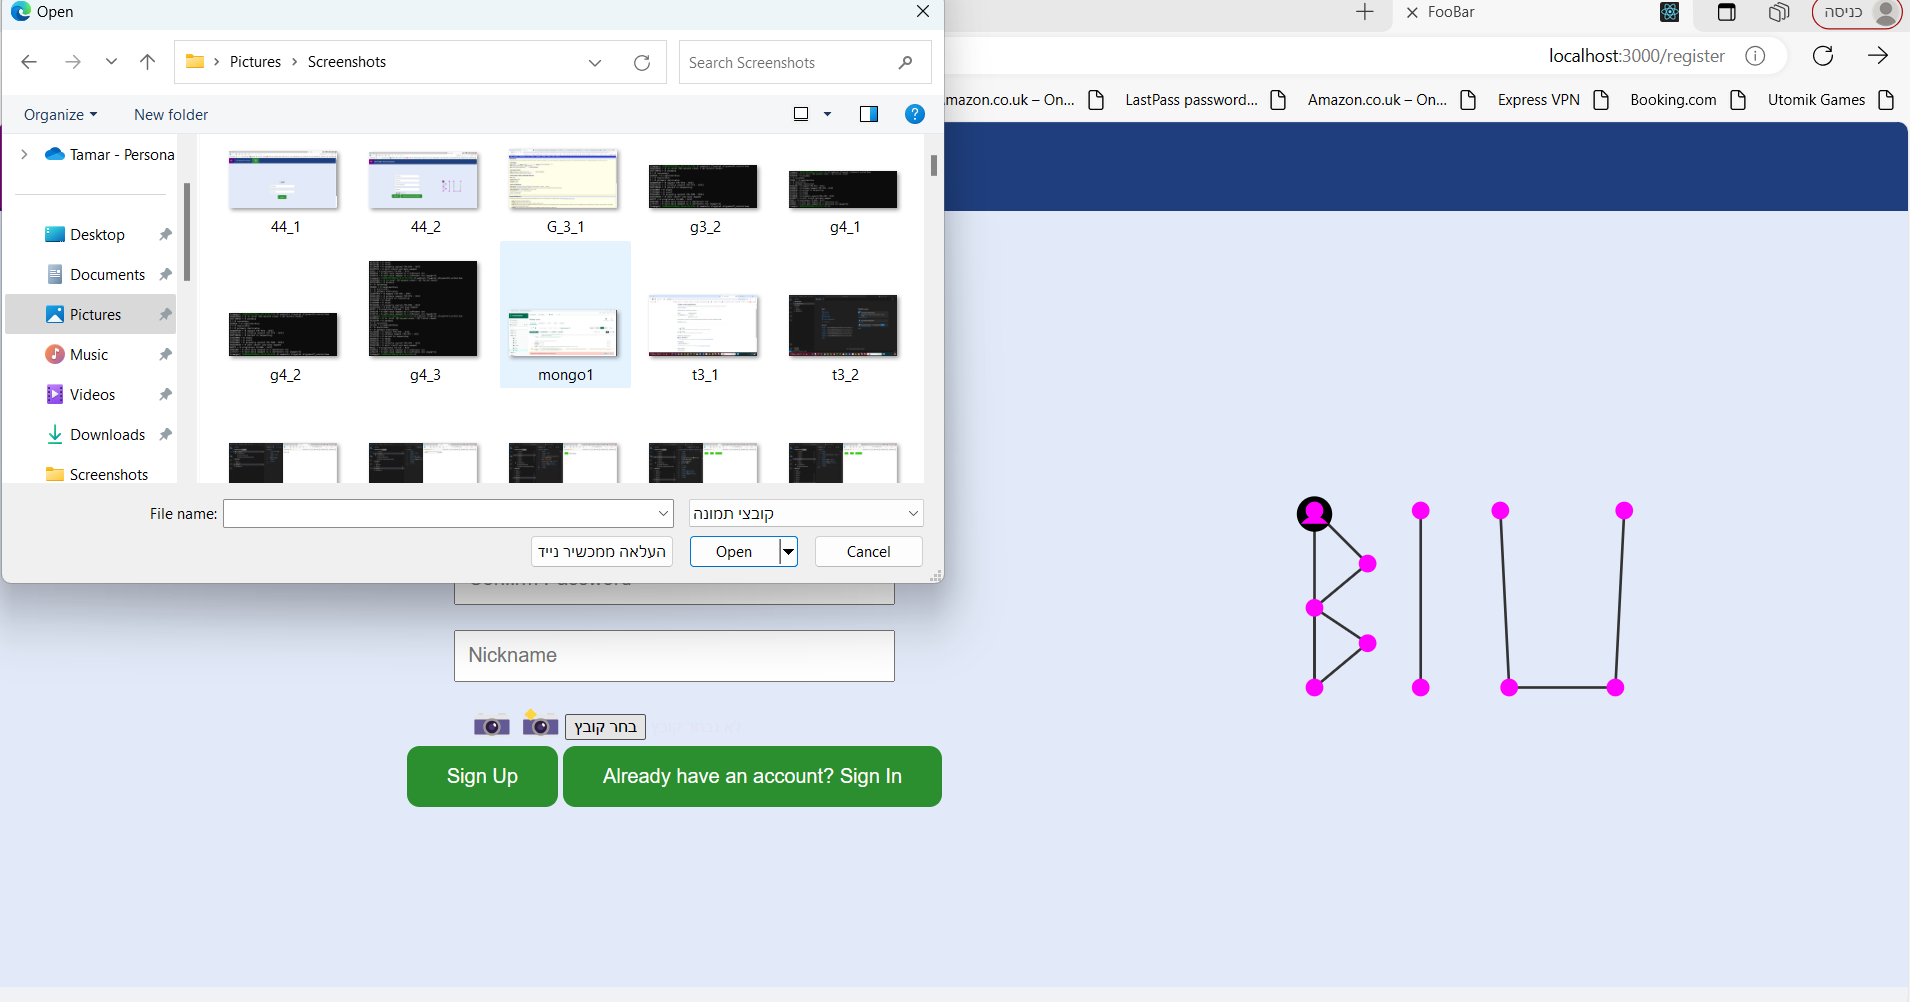 Open
FooBar
כניסה
Pictures
Screenshots
Search Screenshots
localhost:3000/register
Organize
New folder
mazon.co.uk – On...
LastPass password...
Amazon.co.uk – On...
Express VPN
Booking.com
Utomik Games
Tamar - Persona
Desktop
Documents
Pictures
Music
Videos
Downloads
Screenshots
44_1
44_2
G_3_1
g3_2
g4_1
g4_2
g4_3
mongo1
t3_1
t3_2
File name:
קובצי תמונה
העלאה ממכשיר נייד
Open
Cancel
Confirm Password
Nickname
בחר קובץ
Sign Up
Already have an account? Sign In
BIU